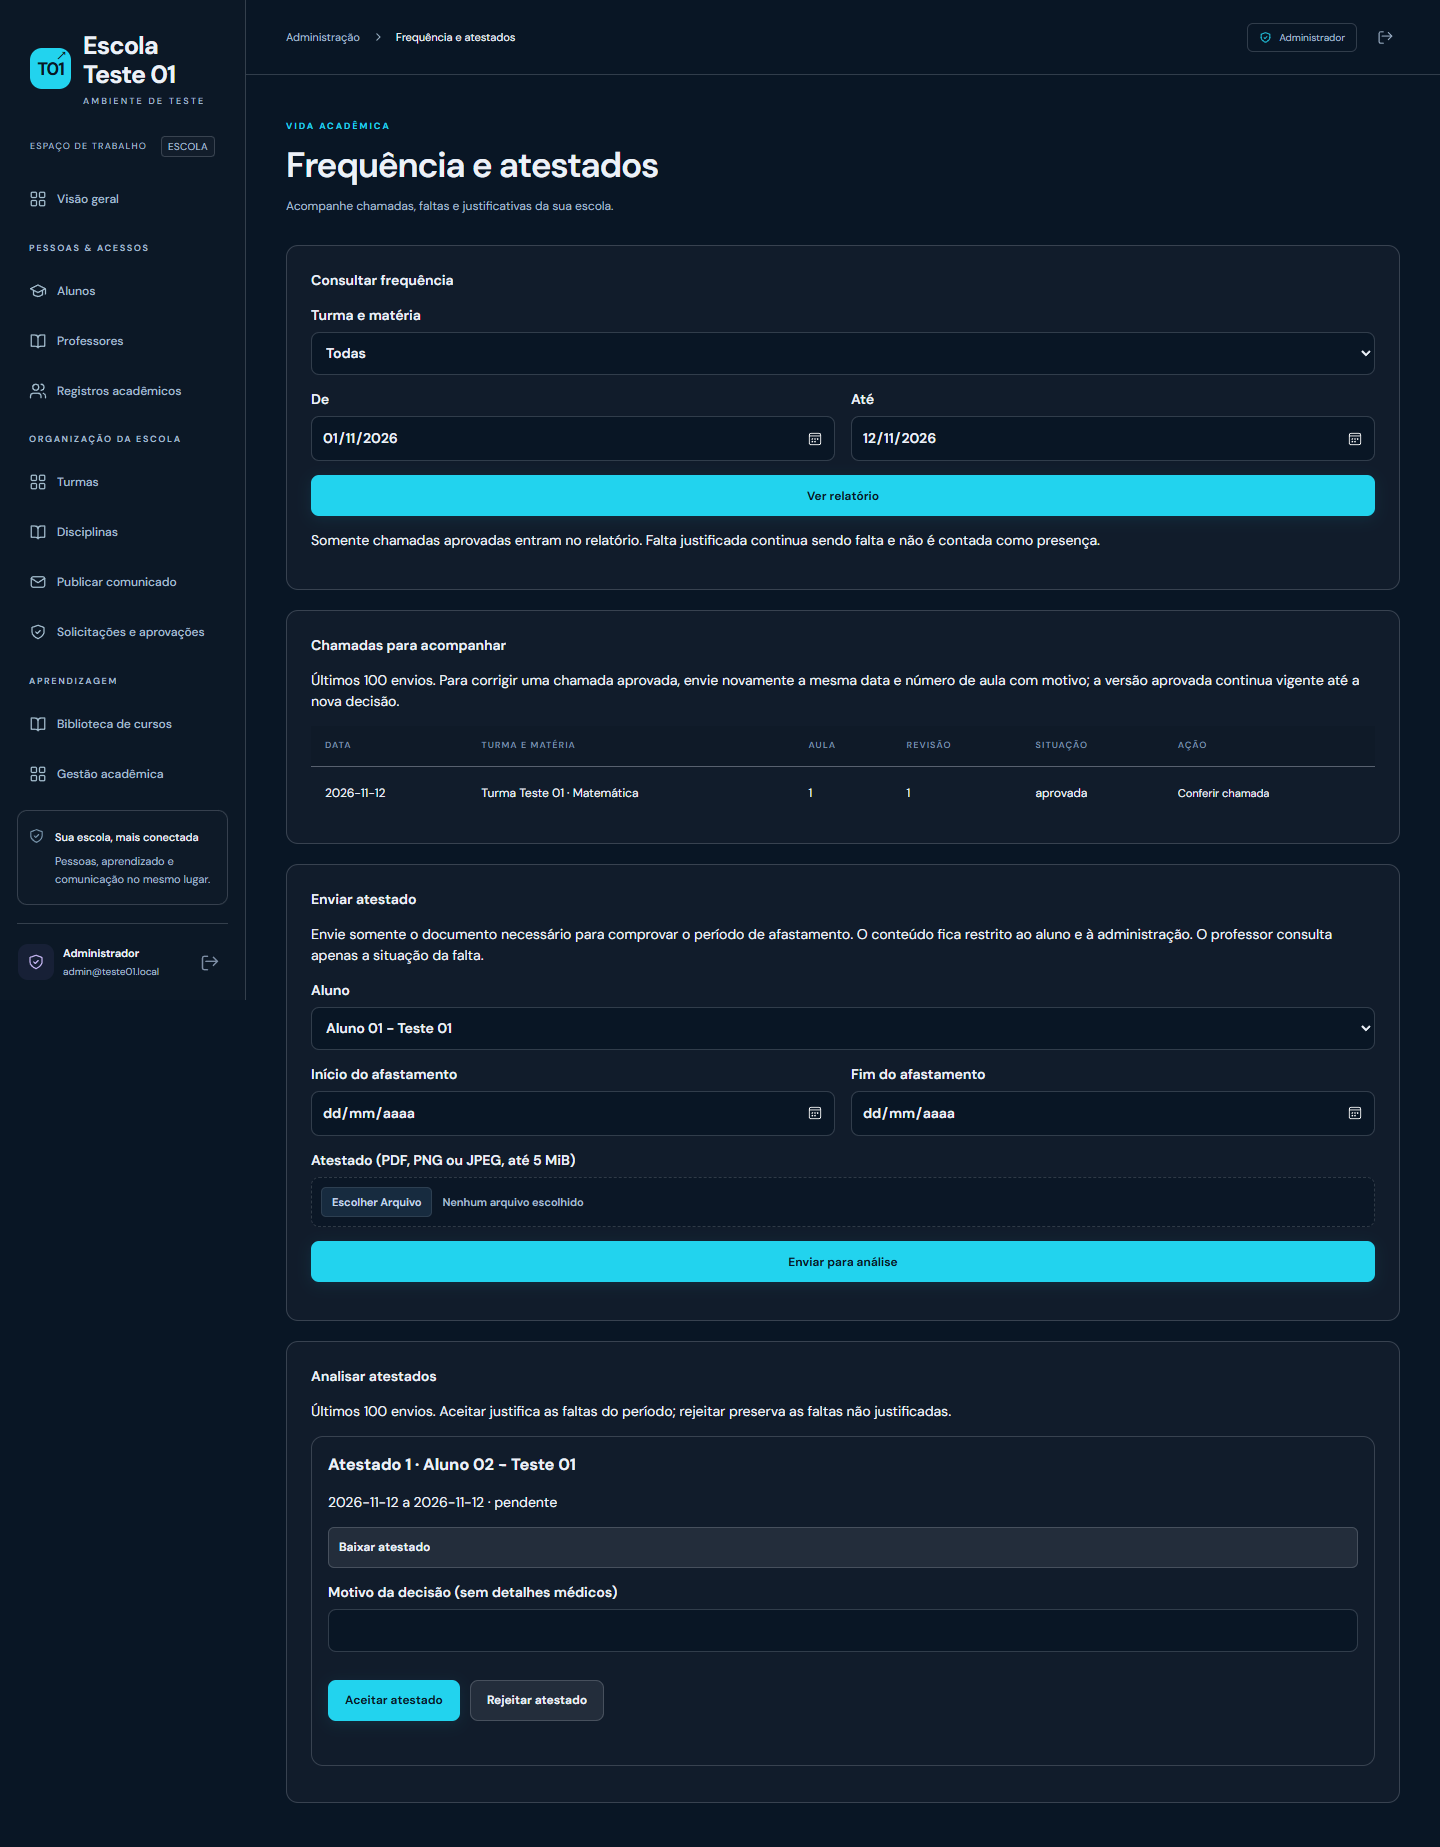 T01
Escola
Teste 01
AMBIENTE DE TESTE
ESPAÇO DE TRABALHO
ESCOLA
Visão geral
PESSOAS & ACESSOS
Alunos
Professores
Registros acadêmicos
ORGANIZAÇÃO DA ESCOLA
Turmas
Disciplinas
Publicar comunicado
Solicitações e aprovações
APRENDIZAGEM
Biblioteca de cursos
Gestão acadêmica
Sua escola, mais conectada
Pessoas, aprendizado e
comunicação no mesmo lugar.
Administrador
admin@teste01.local
Administração
Frequência e atestados
Administrador
VIDA ACADÊMICA
Frequência e atestados
Acompanhe chamadas, faltas e justificativas da sua escola.
Consultar frequência
Turma e matéria
Todas
De
Até
01/11/2026
12/11/2026
Ver relatório
Somente chamadas aprovadas entram no relatório. Falta justificada continua sendo falta e não é contada como presença.
Chamadas para acompanhar
Últimos 100 envios. Para corrigir uma chamada aprovada, envie novamente a mesma data e número de aula com motivo; a versão aprovada continua vigente até a
nova decisão.
DATA TURMA E MATÉRIA AULA REVISÃO SITUAÇÃO AÇÃO
2026-11-12 Turma Teste 01 · Matemática 1 1 aprovada Conferir chamada
Enviar atestado
Envie somente o documento necessário para comprovar o período de afastamento. O conteúdo fica restrito ao aluno e à administração. O professor consulta
apenas a situação da falta.
Aluno
Aluno 01 - Teste 01
Início do afastamento
Fim do afastamento
dd/mm/aaaa
dd/mm/aaaa
Atestado (PDF, PNG ou JPEG, até 5 MiB)
Escolher Arquivo Nenhum arquivo escolhido
Enviar para análise
Analisar atestados
Últimos 100 envios. Aceitar justifica as faltas do período; rejeitar preserva as faltas não justificadas.
Atestado 1 · Aluno 02 - Teste 01
2026-11-12 a 2026-11-12 · pendente
Baixar atestado
Motivo da decisão (sem detalhes médicos)
Aceitar atestado
Rejeitar atestado